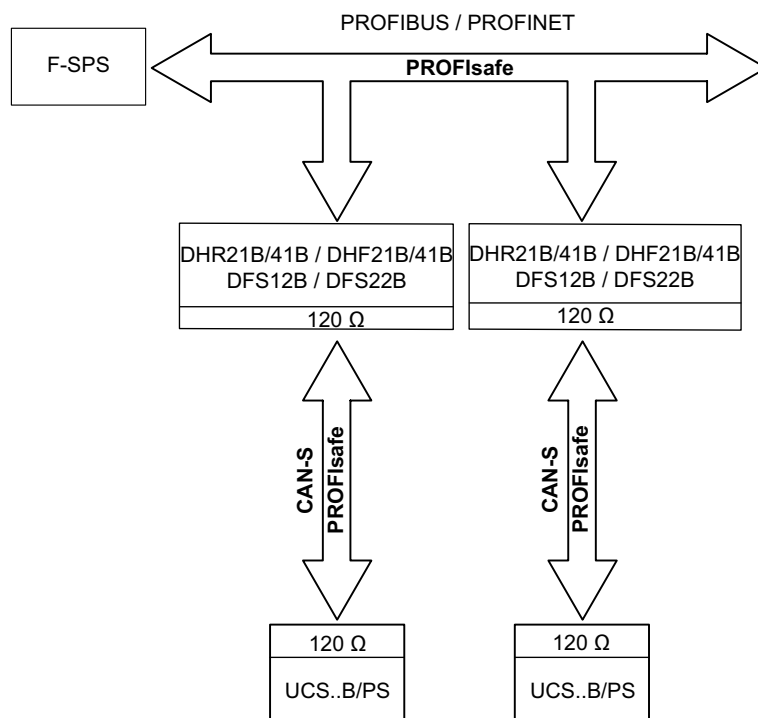 PROFIBUS / PROFINET
F-SPS
PROFIsafe
DHR21B/41B / DHF21B/41B
DFS12B / DFS22B
120 Ω
DHR21B/41B / DHF21B/41B
DFS12B / DFS22B
120 Ω
CAN-S
PROFIsafe
CAN-S
PROFIsafe
120 Ω
UCS..B/PS
120 Ω
UCS..B/PS